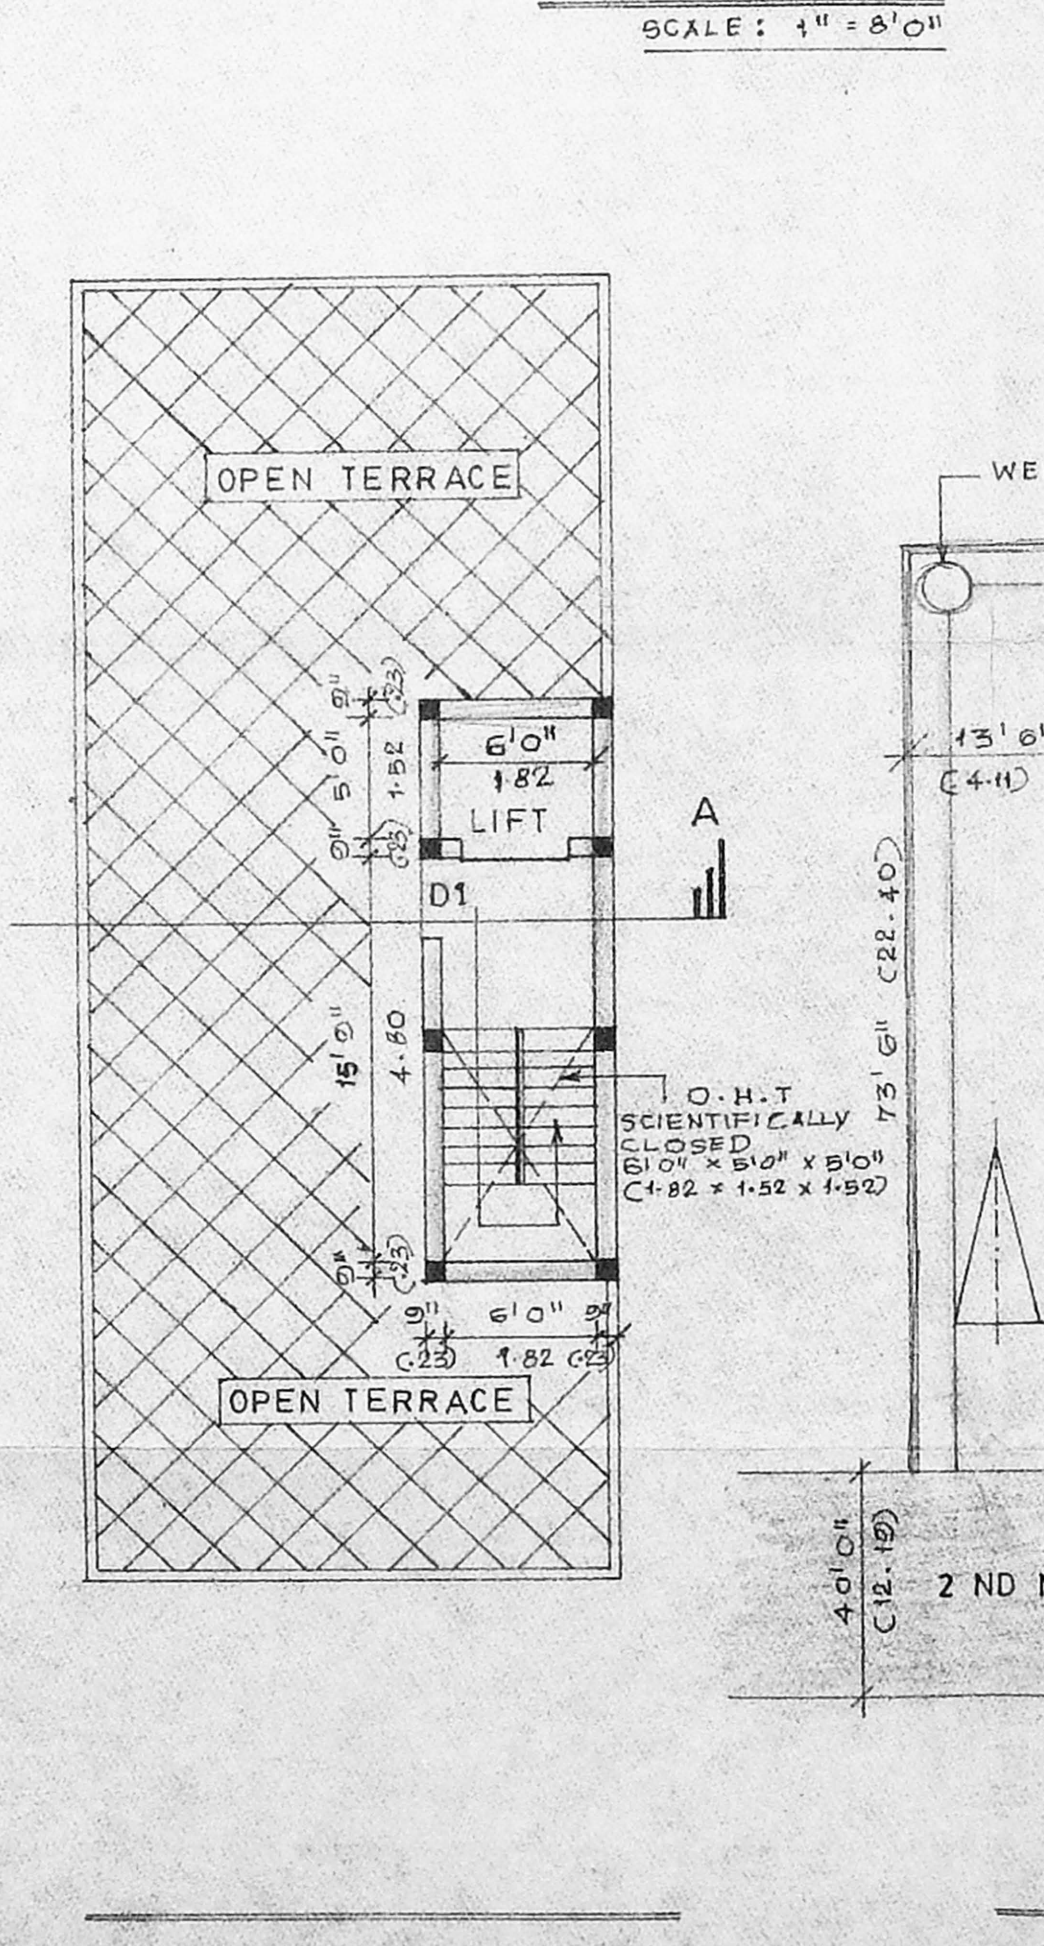 SCALE: 1" = 8'0"
OPEN TERRACE
WE
9" (.23)
5'0" 1.52
9" (.23)
6'0"
1.82
LIFT
A
D1
13'6"
(4.11)
73'6" (22.40)
15'9" 4.80
O.H.T
SCIENTIFICALLY
CLOSED
6'0" x 5'0" x 5'0"
(1.82 x 1.52 x 1.52)
9" (.23)
9" 6'0" 9"
(.23) 1.82 (.23)
OPEN TERRACE
40'0"
(12.19)
2 ND